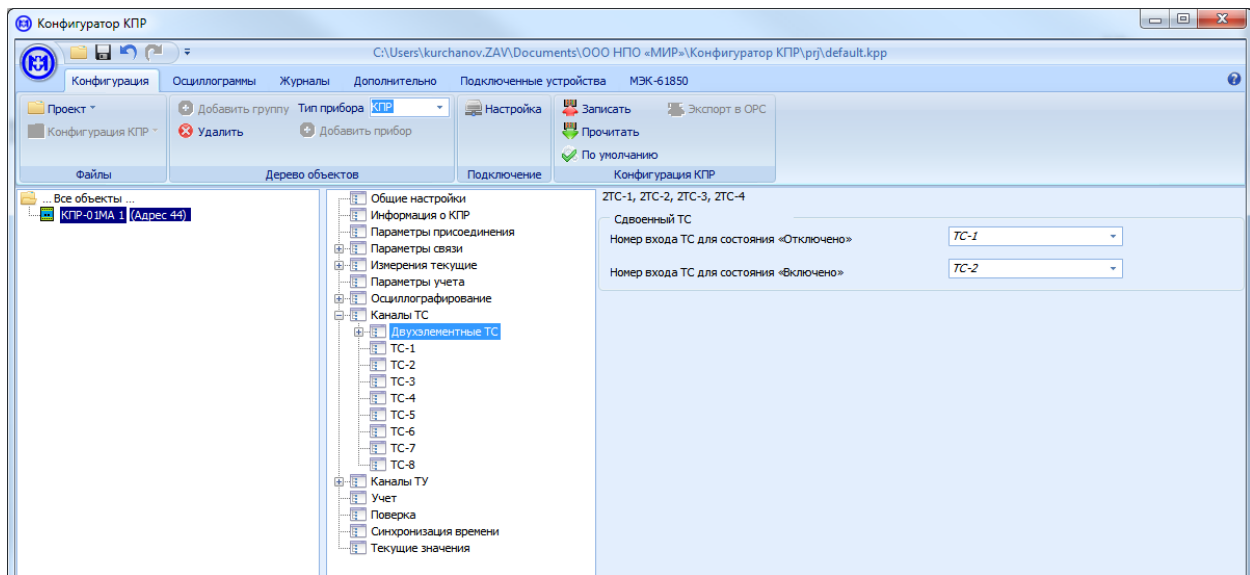 Конфигуратор КПР
C:\Users\kurchanov.ZAV\Documents\ООО НПО «МИР»\Конфигуратор КПР\prj\default.kpp
Конфигурация Осциллограммы Журналы Дополнительно Подключенные устройства МЭК-61850
Проект
Конфигурация КПР
Файлы
Добавить группу Тип прибора КПР
Удалить Добавить прибор
Дерево объектов
Настройка
Подключение
Записать Экспорт в OPC
Прочитать
По умолчанию
Конфигурация КПР
... Все объекты ...
КПР-01МА 1 (Адрес 44)
Общие настройки
Информация о КПР
Параметры присоединения
Параметры связи
Измерения текущие
Параметры учета
Осциллографирование
Каналы ТС
Двухэлементные ТС
ТС-1
ТС-2
ТС-3
ТС-4
ТС-5
ТС-6
ТС-7
ТС-8
Каналы ТУ
Учет
Поверка
Синхронизация времени
Текущие значения
2ТС-1, 2ТС-2, 2ТС-3, 2ТС-4
Сдвоенный ТС
Номер входа ТС для состояния «Отключено» ТС-1
Номер входа ТС для состояния «Включено» ТС-2